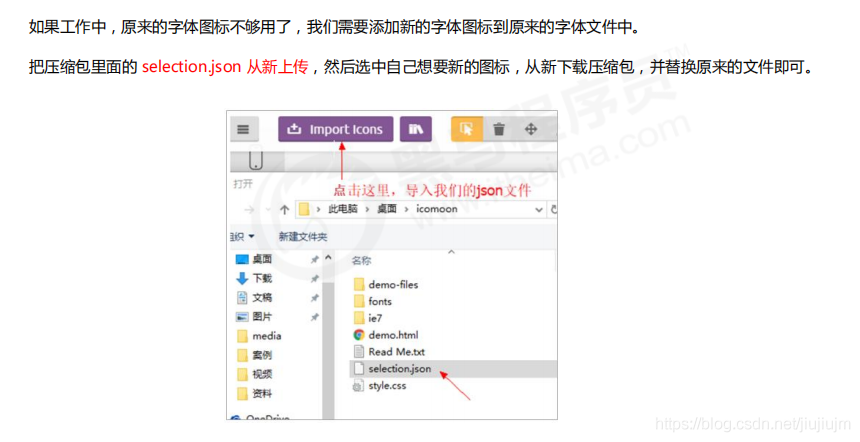 如果工作中，原来的字体图标不够用了，我们需要添加新的字体图标到原来的字体文件中。
把压缩包里面的 selection.json 从新上传，然后选中自己想要新的图标，从新下载压缩包，并替换原来的文件即可。
Import Icons
打开
点击这里，导入我们的json文件
此电脑 › 桌面 › icomoon
组织 新建文件夹
桌面
下载
文稿
图片
media
案例
视频
资料
OneDrive
名称
demo-files
fonts
ie7
demo.html
Read Me.txt
selection.json
style.css
黑马程序员
https://blog.csdn.net/jiujiujm